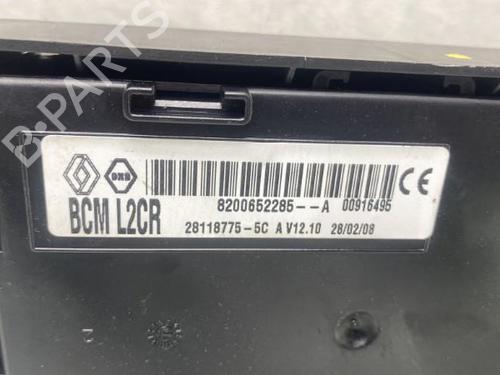 B-PARTS
8200652285--A 00916495
BCM L2CR
28118775-5C A V12.10 28/02/08
CE